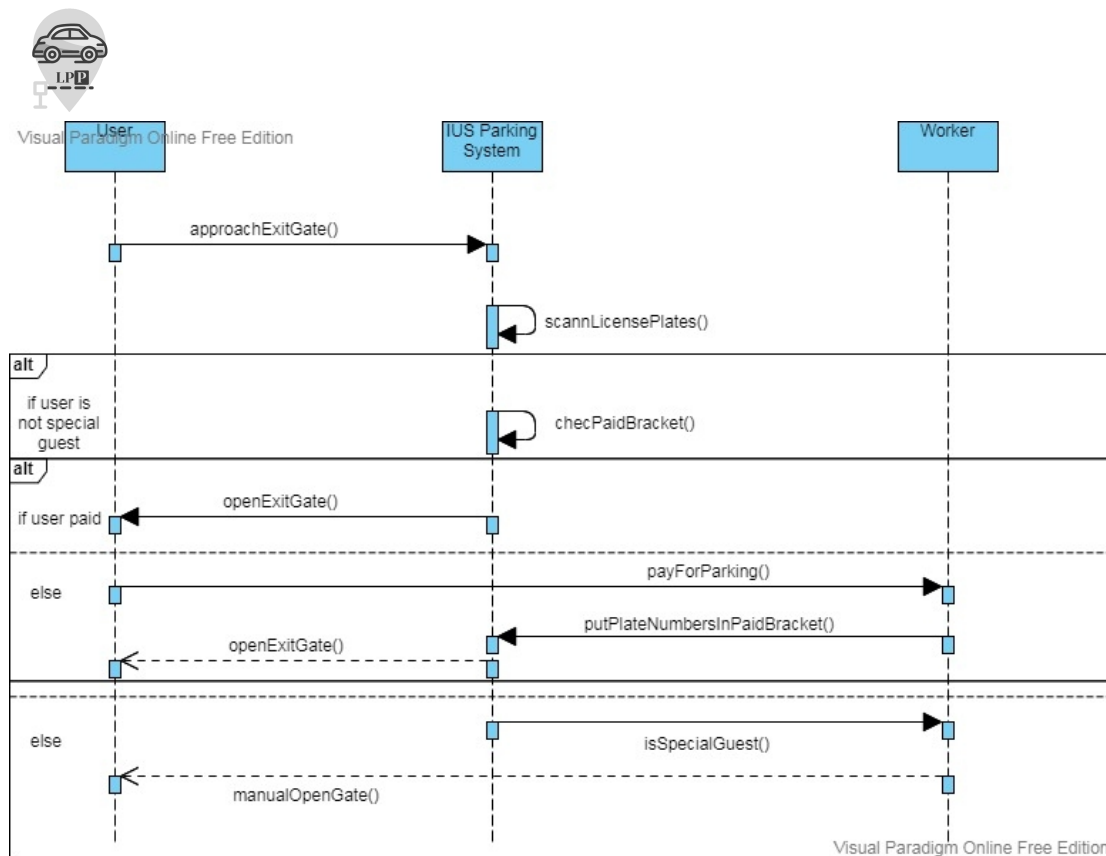 LPP
Visual Paradigm Online Free Edition
User
IUS Parking
System
Worker
approachExitGate()
scannLicensePlates()
alt
if user is
not special
guest
checPaidBracket()
alt
openExitGate()
if user paid
payForParking()
else
putPlateNumbersInPaidBracket()
openExitGate()
else
isSpecialGuest()
manualOpenGate()
Visual Paradigm Online Free Edition